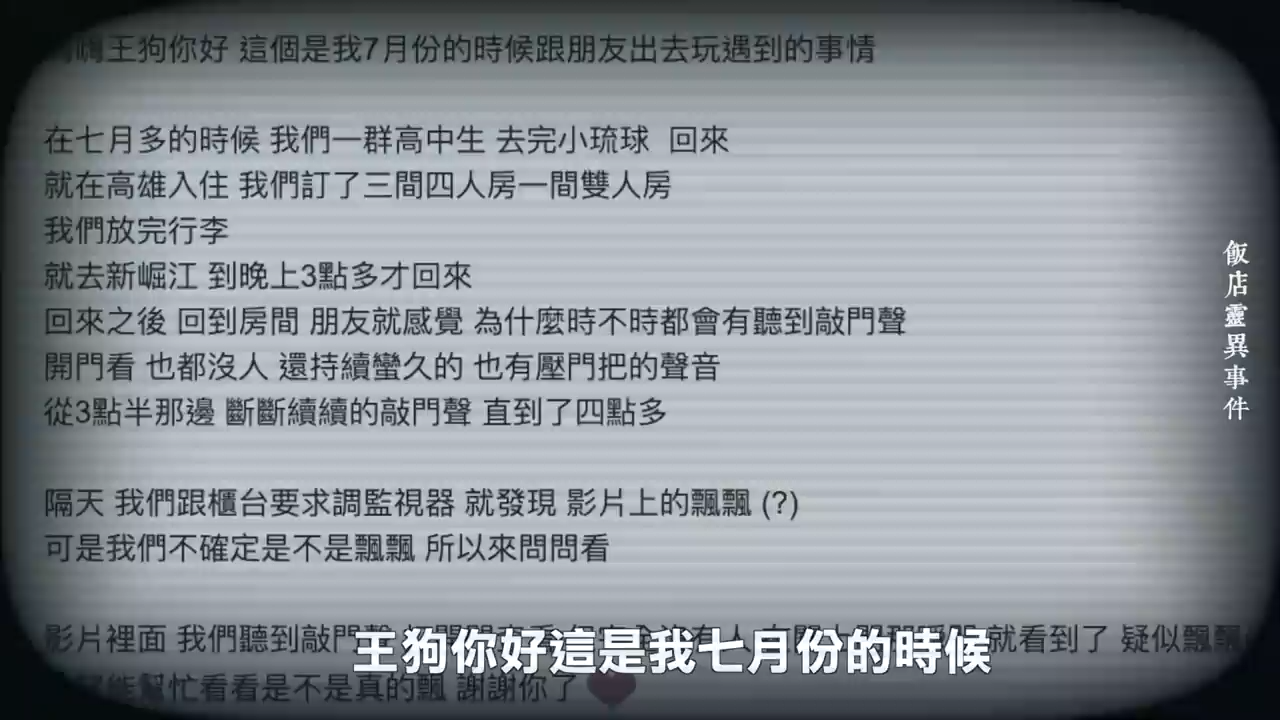 嗨王狗你好 這個是我7月份的時候跟朋友出去玩遇到的事情
在七月多的時候 我們一群高中生 去完小琉球 回來
就在高雄入住 我們訂了三間四人房一間雙人房
我們放完行李
就去新崛江 到晚上3點多才回來
回來之後 回到房間 朋友就感覺 為什麼時不時都會有聽到敲門聲
開門看 也都沒人 還持續蠻久的 也有壓門把的聲音
從3點半那邊 斷斷續續的敲門聲 直到了四點多
隔天 我們跟櫃台要求調監視器 就發現 影片上的飄飄 (?)
可是我們不確定是不是飄飄 所以來問問看
影片裡面 我們聽到敲門聲 就看到了 疑似飄飄
能幫忙看看是不是真的飄 謝謝你了
王狗你好這是我七月份的時候
飯店靈異事件